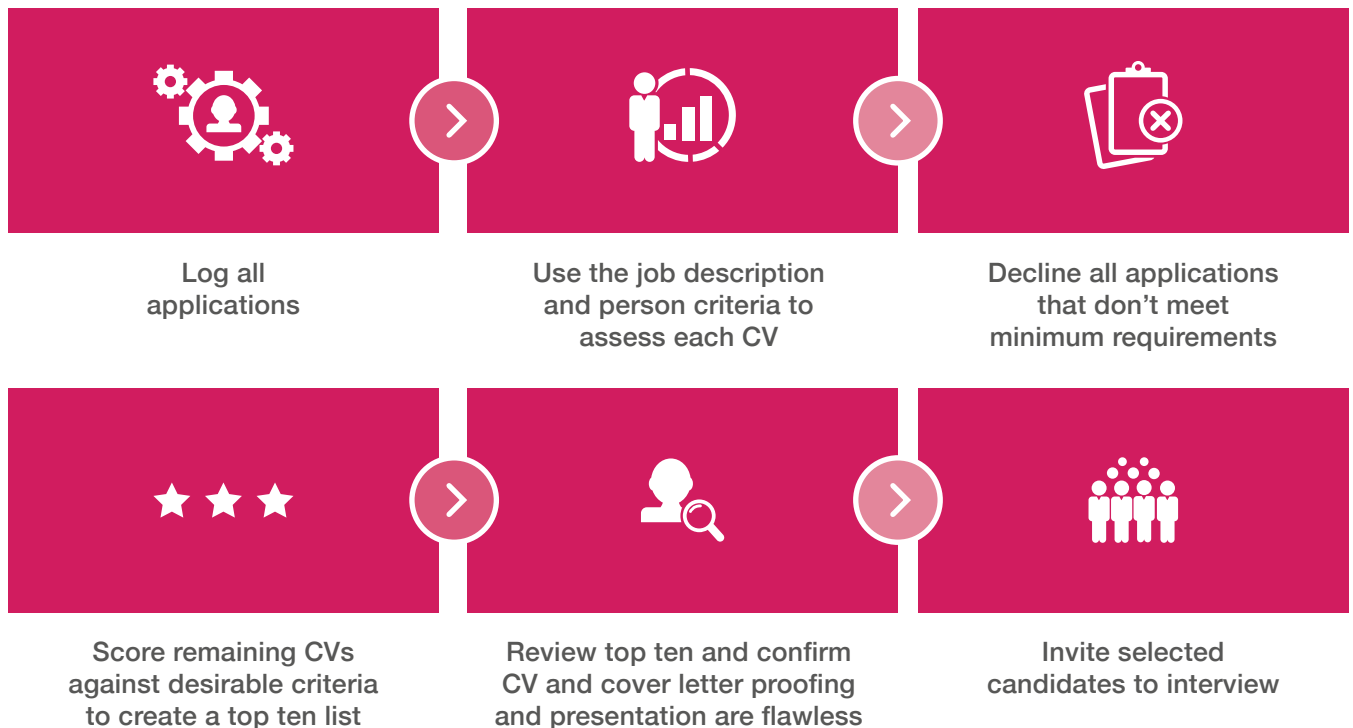 Log all
applications
Use the job description
and person criteria to
assess each CV
Decline all applications
that don’t meet
minimum requirements
Score remaining CVs
against desirable criteria
to create a top ten list
Review top ten and confirm
CV and cover letter proofing
and presentation are flawless
Invite selected
candidates to interview